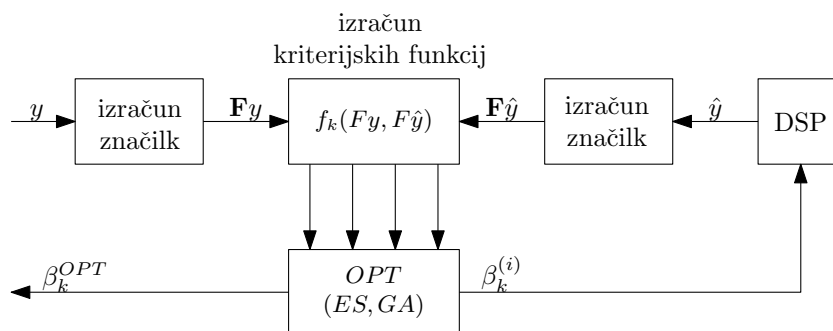 izračun
kriterijskih funkcij
y
izračun
značilk
Fy
f_k(Fy, Fŷ)
Fŷ
izračun
značilk
ŷ
DSP
β_k^{OPT}
OPT
(ES, GA)
β_k^{(i)}